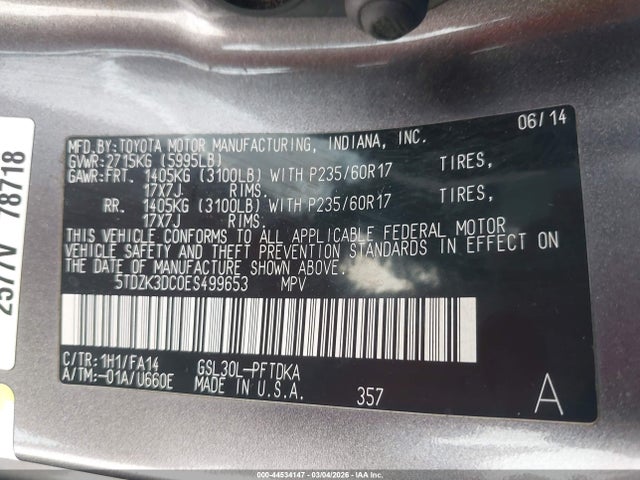 MFD.BY:TOYOTA MOTOR MANUFACTURING, INDIANA, INC. 06/14
GVWR:2715KG (5995LB)
GAWR:FRT. 1405KG (3100LB) WITH P235/60R17 TIRES,
17X7J RIMS.
RR. 1405KG (3100LB) WITH P235/60R17 TIRES,
17X7J RIMS.
THIS VEHICLE CONFORMS TO ALL APPLICABLE FEDERAL MOTOR
VEHICLE SAFETY AND THEFT PREVENTION STANDARDS IN EFFECT ON
THE DATE OF MANUFACTURE SHOWN ABOVE.
5TDZK3DC0ES499653 MPV
C/TR:1H1/FA14 GSL30L-PFTDKA
A/TM:-01A/U660E MADE IN U.S.A. 357 A
2577V 78718
000-44534147 - 03/04/2026 - IAA Inc.